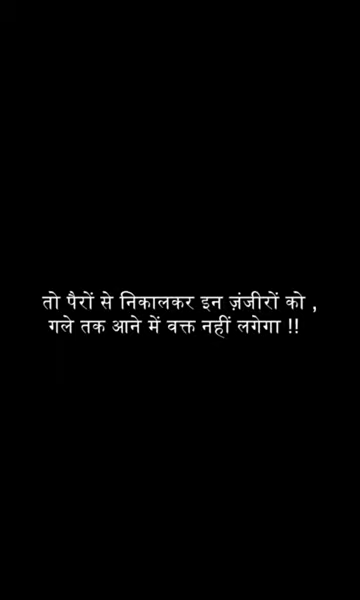 तो पैरों से निकालकर इन ज़ंजीरों को ,
गले तक आने में वक्त नहीं लगेगा !!